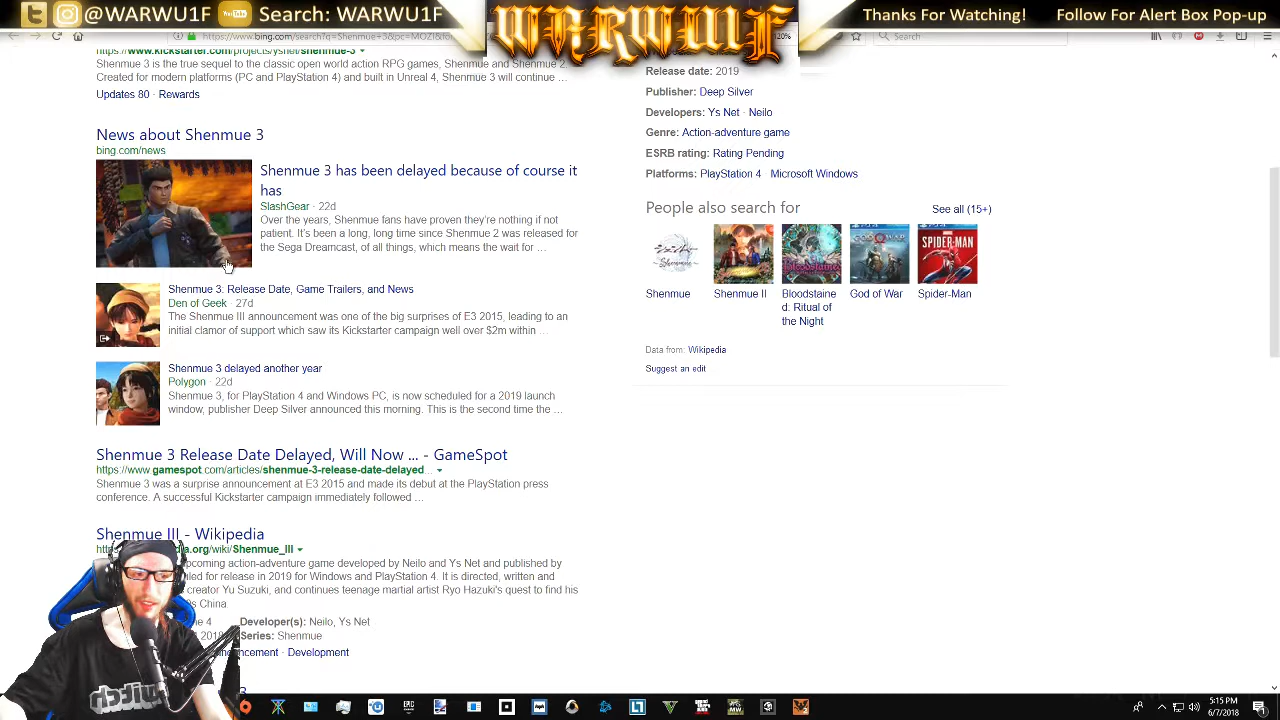 @WARWU1F
You Tube
Search: WARWU1F
WARWU1F
Thanks For Watching!
Follow For Alert Box Pop-up
https://www.bing.com/search?q=Shenmue+3&pc=MOZI&f
Search
https://www.kickstarter.com/projects/ysnet/shenmue-3
Shenmue 3 is the true sequel to the classic open world action RPG games, Shenmue and Shenmue 2.
Created for modern platforms (PC and PlayStation 4) and built in Unreal 4, Shenmue 3 will continue ...
Updates 80 · Rewards
News about Shenmue 3
bing.com/news
Shenmue 3 has been delayed because of course it
has
SlashGear · 22d
Over the years, Shenmue fans have proven they're nothing if not
patient. It's been a long, long time since Shenmue 2 was released for
the Sega Dreamcast, of all things, which means the wait for ...
Shenmue 3: Release Date, Game Trailers, and News
Den of Geek · 27d
The Shenmue III announcement was one of the big surprises of E3 2015, leading to an
initial clamor of support which saw its Kickstarter campaign well over $2m within ...
Shenmue 3 delayed another year
Polygon · 22d
Shenmue 3, for PlayStation 4 and Windows PC, is now scheduled for a 2019 launch
window, publisher Deep Silver announced this morning. This is the second time the ...
Shenmue 3 Release Date Delayed, Will Now ... - GameSpot
https://www.gamespot.com/articles/shenmue-3-release-date-delayed...
Shenmue 3 was a surprise announcement at E3 2015 and made its debut at the PlayStation press
conference. A successful Kickstarter campaign immediately followed ...
Shenmue III - Wikipedia
dia.org/wiki/Shenmue_III
pcoming action-adventure game developed by Neilo and Ys Net and published by
iled for release in 2019 for Windows and PlayStation 4. It is directed, written and
creator Yu Suzuki, and continues teenage martial artist Ryo Hazuki's quest to find his
s China
ne 4 Developer(s): Neilo, Ys Net
2019 Series: Shenmue
ncement · Development
Release date: 2019
Publisher: Deep Silver
Developers: Ys Net · Neilo
Genre: Action-adventure game
ESRB rating: Rating Pending
Platforms: PlayStation 4 · Microsoft Windows
People also search for
See all (15+)
Shenmue
Shenmue II
Bloodstaine
d: Ritual of
the Night
God of War
Spider-Man
Data from: Wikipedia
Suggest an edit
5:15 PM
6/7/2018